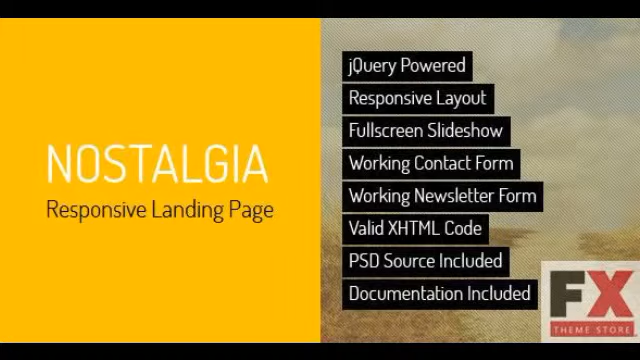 NOSTALGIA
Responsive Landing Page
jQuery Powered
Responsive Layout
Fullscreen Slideshow
Working Contact Form
Working Newsletter Form
Valid XHTML Code
PSD Source Included
Documentation Included
FX
THEME STORE